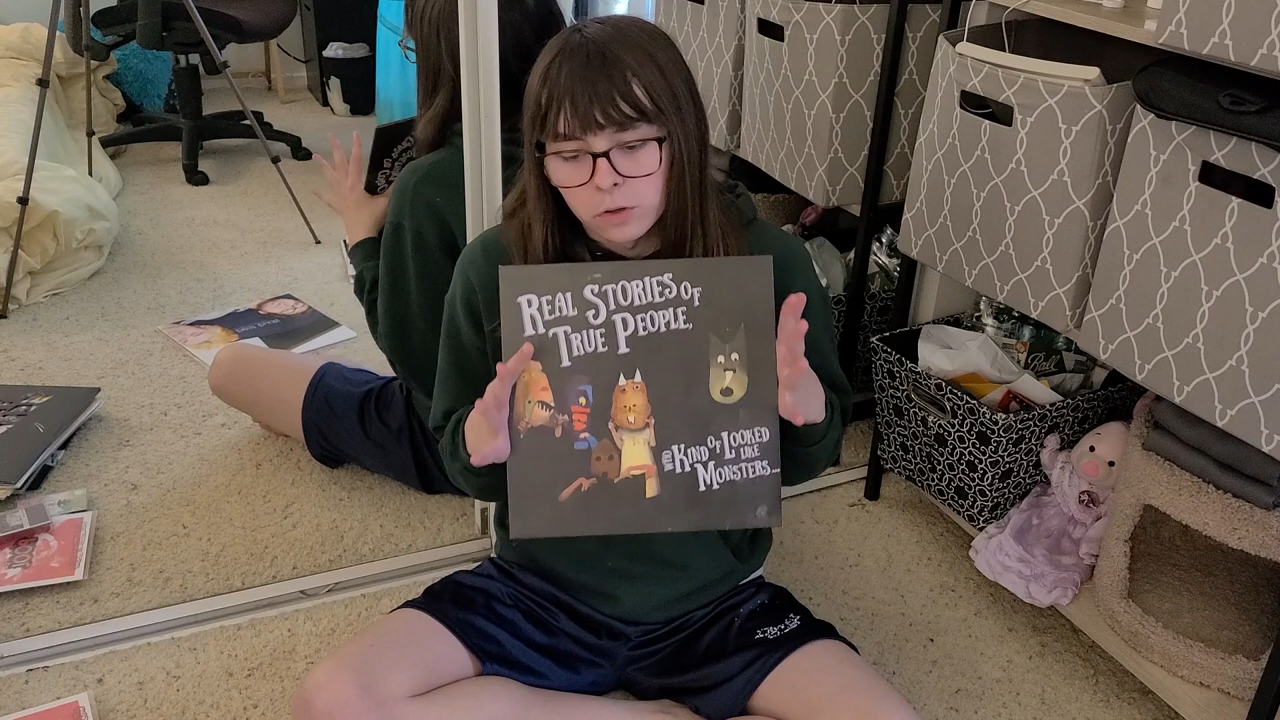 REAL STORIES OF
TRUE PEOPLE,
WHO KIND OF LOOKED
LIKE
MONSTERS...